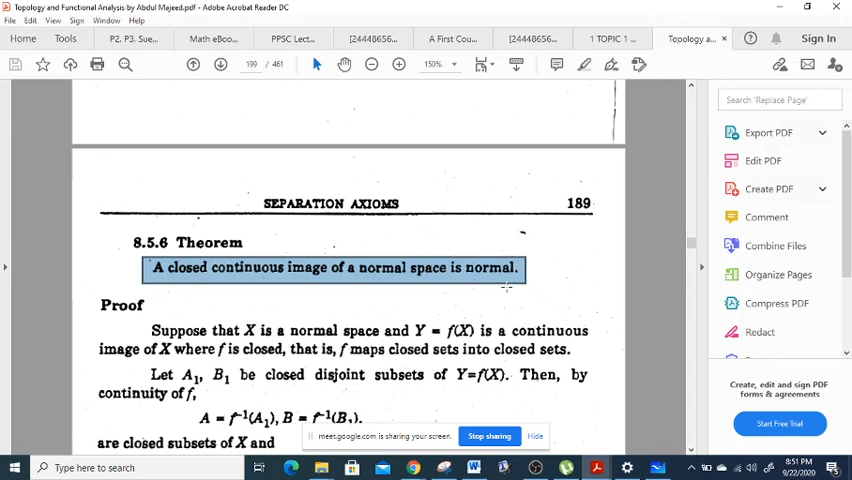 Topology and Functional Analysis by Abdul Majeed.pdf - Adobe Acrobat Reader DC
File Edit View Sign Window Help
Home Tools P2, P3. Sue... Math eBoo... PPSC Lect... [24448656... A First Cour... [24448656... 1 TOPIC 1 ... Topology a... × Sign In
199 / 461 150%
Search 'Replace Page'
Export PDF
Edit PDF
Create PDF
Comment
Combine Files
Organize Pages
Compress PDF
Redact
Create, edit and sign PDF
forms & agreements
Start Free Trial
SEPARATION AXIOMS 189
8.5.6 Theorem
A closed continuous image of a normal space is normal.
Proof
Suppose that X is a normal space and Y = f(X) is a continuous
image of X where f is closed, that is, f maps closed sets into closed sets.
Let A₁, B₁ be closed disjoint subsets of Y=f(X). Then, by
continuity of f,
A = f⁻¹(A₁), B = f⁻¹(B₁).
are closed subsets of X and
meet.google.com is sharing your screen. Stop sharing Hide
Type here to search
8:51 PM
9/22/2020